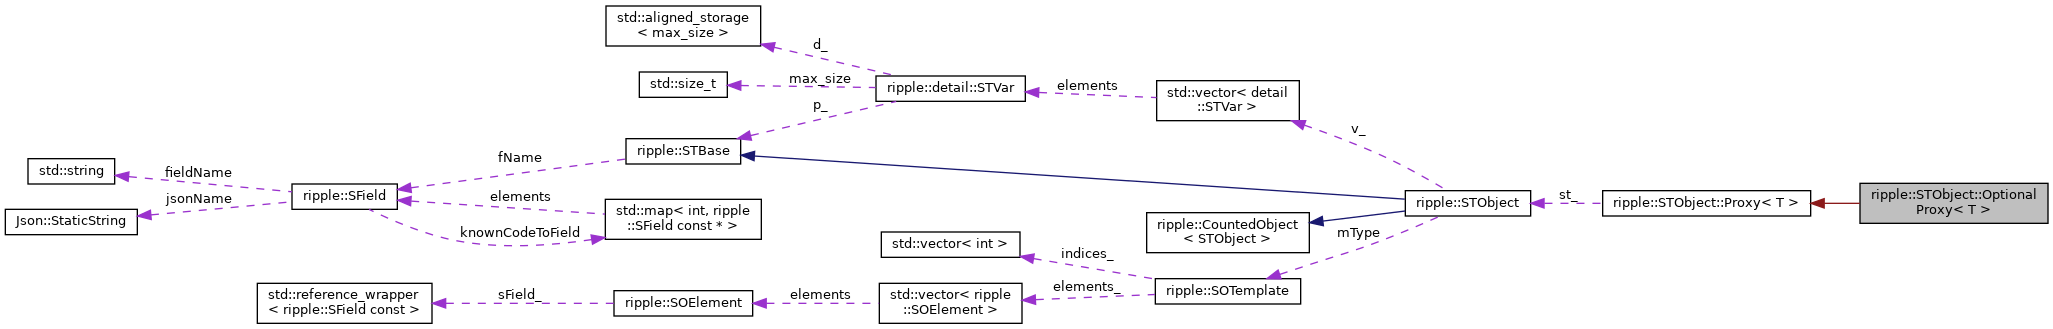 std::aligned_storage
< max_size >
d_
std::size_t
max_size
ripple::detail::STVar
elements
std::vector< detail
::STVar >
p_
v_
ripple::STBase
fName
std::string
fieldName
Json::StaticString
jsonName
ripple::SField
elements
std::map< int, ripple
::SField const * >
knownCodeToField
ripple::CountedObject
< STObject >
ripple::STObject
st_
ripple::STObject::Proxy< T >
ripple::STObject::Optional
Proxy< T >
mType
std::vector< int >
indices_
ripple::SOTemplate
elements_
std::vector< ripple
::SOElement >
elements
ripple::SOElement
sField_
std::reference_wrapper
< ripple::SField const >